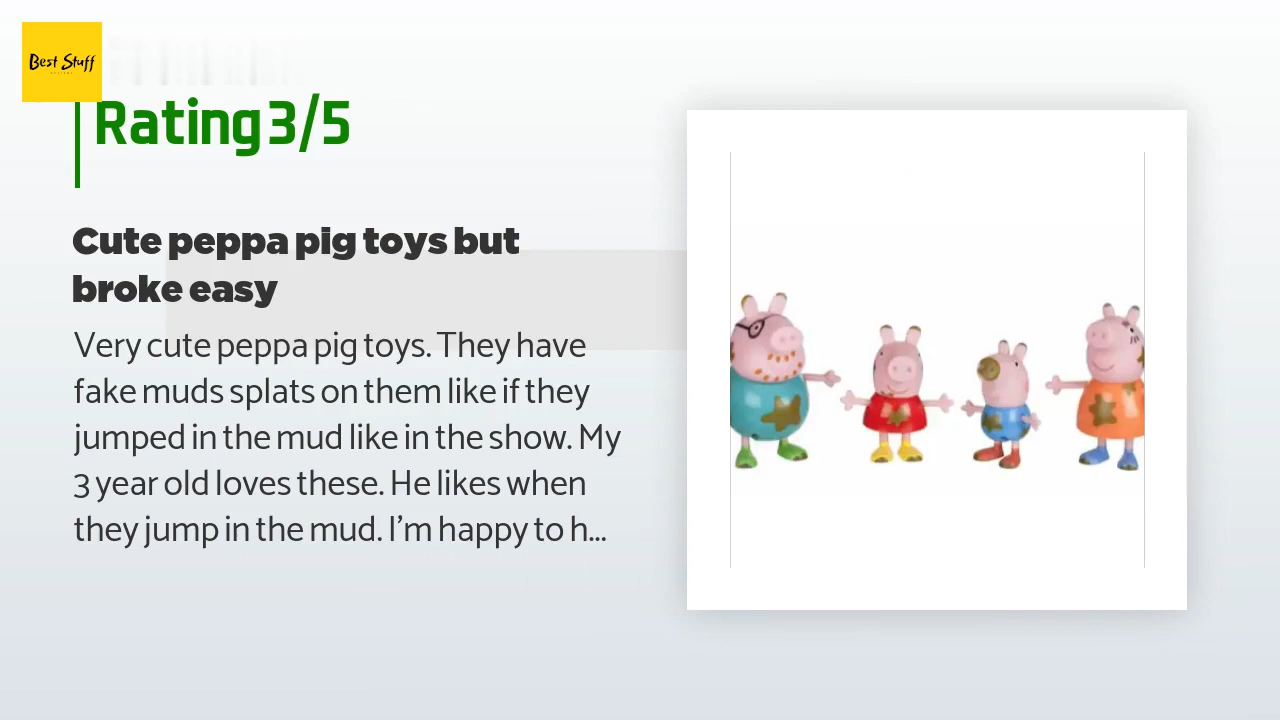 Best Stuff
Rating 3/5
Cute peppa pig toys but
broke easy
Very cute peppa pig toys. They have
fake muds splats on them like if they
jumped in the mud like in the show. My
3 year old loves these. He likes when
they jump in the mud. I’m happy to h...